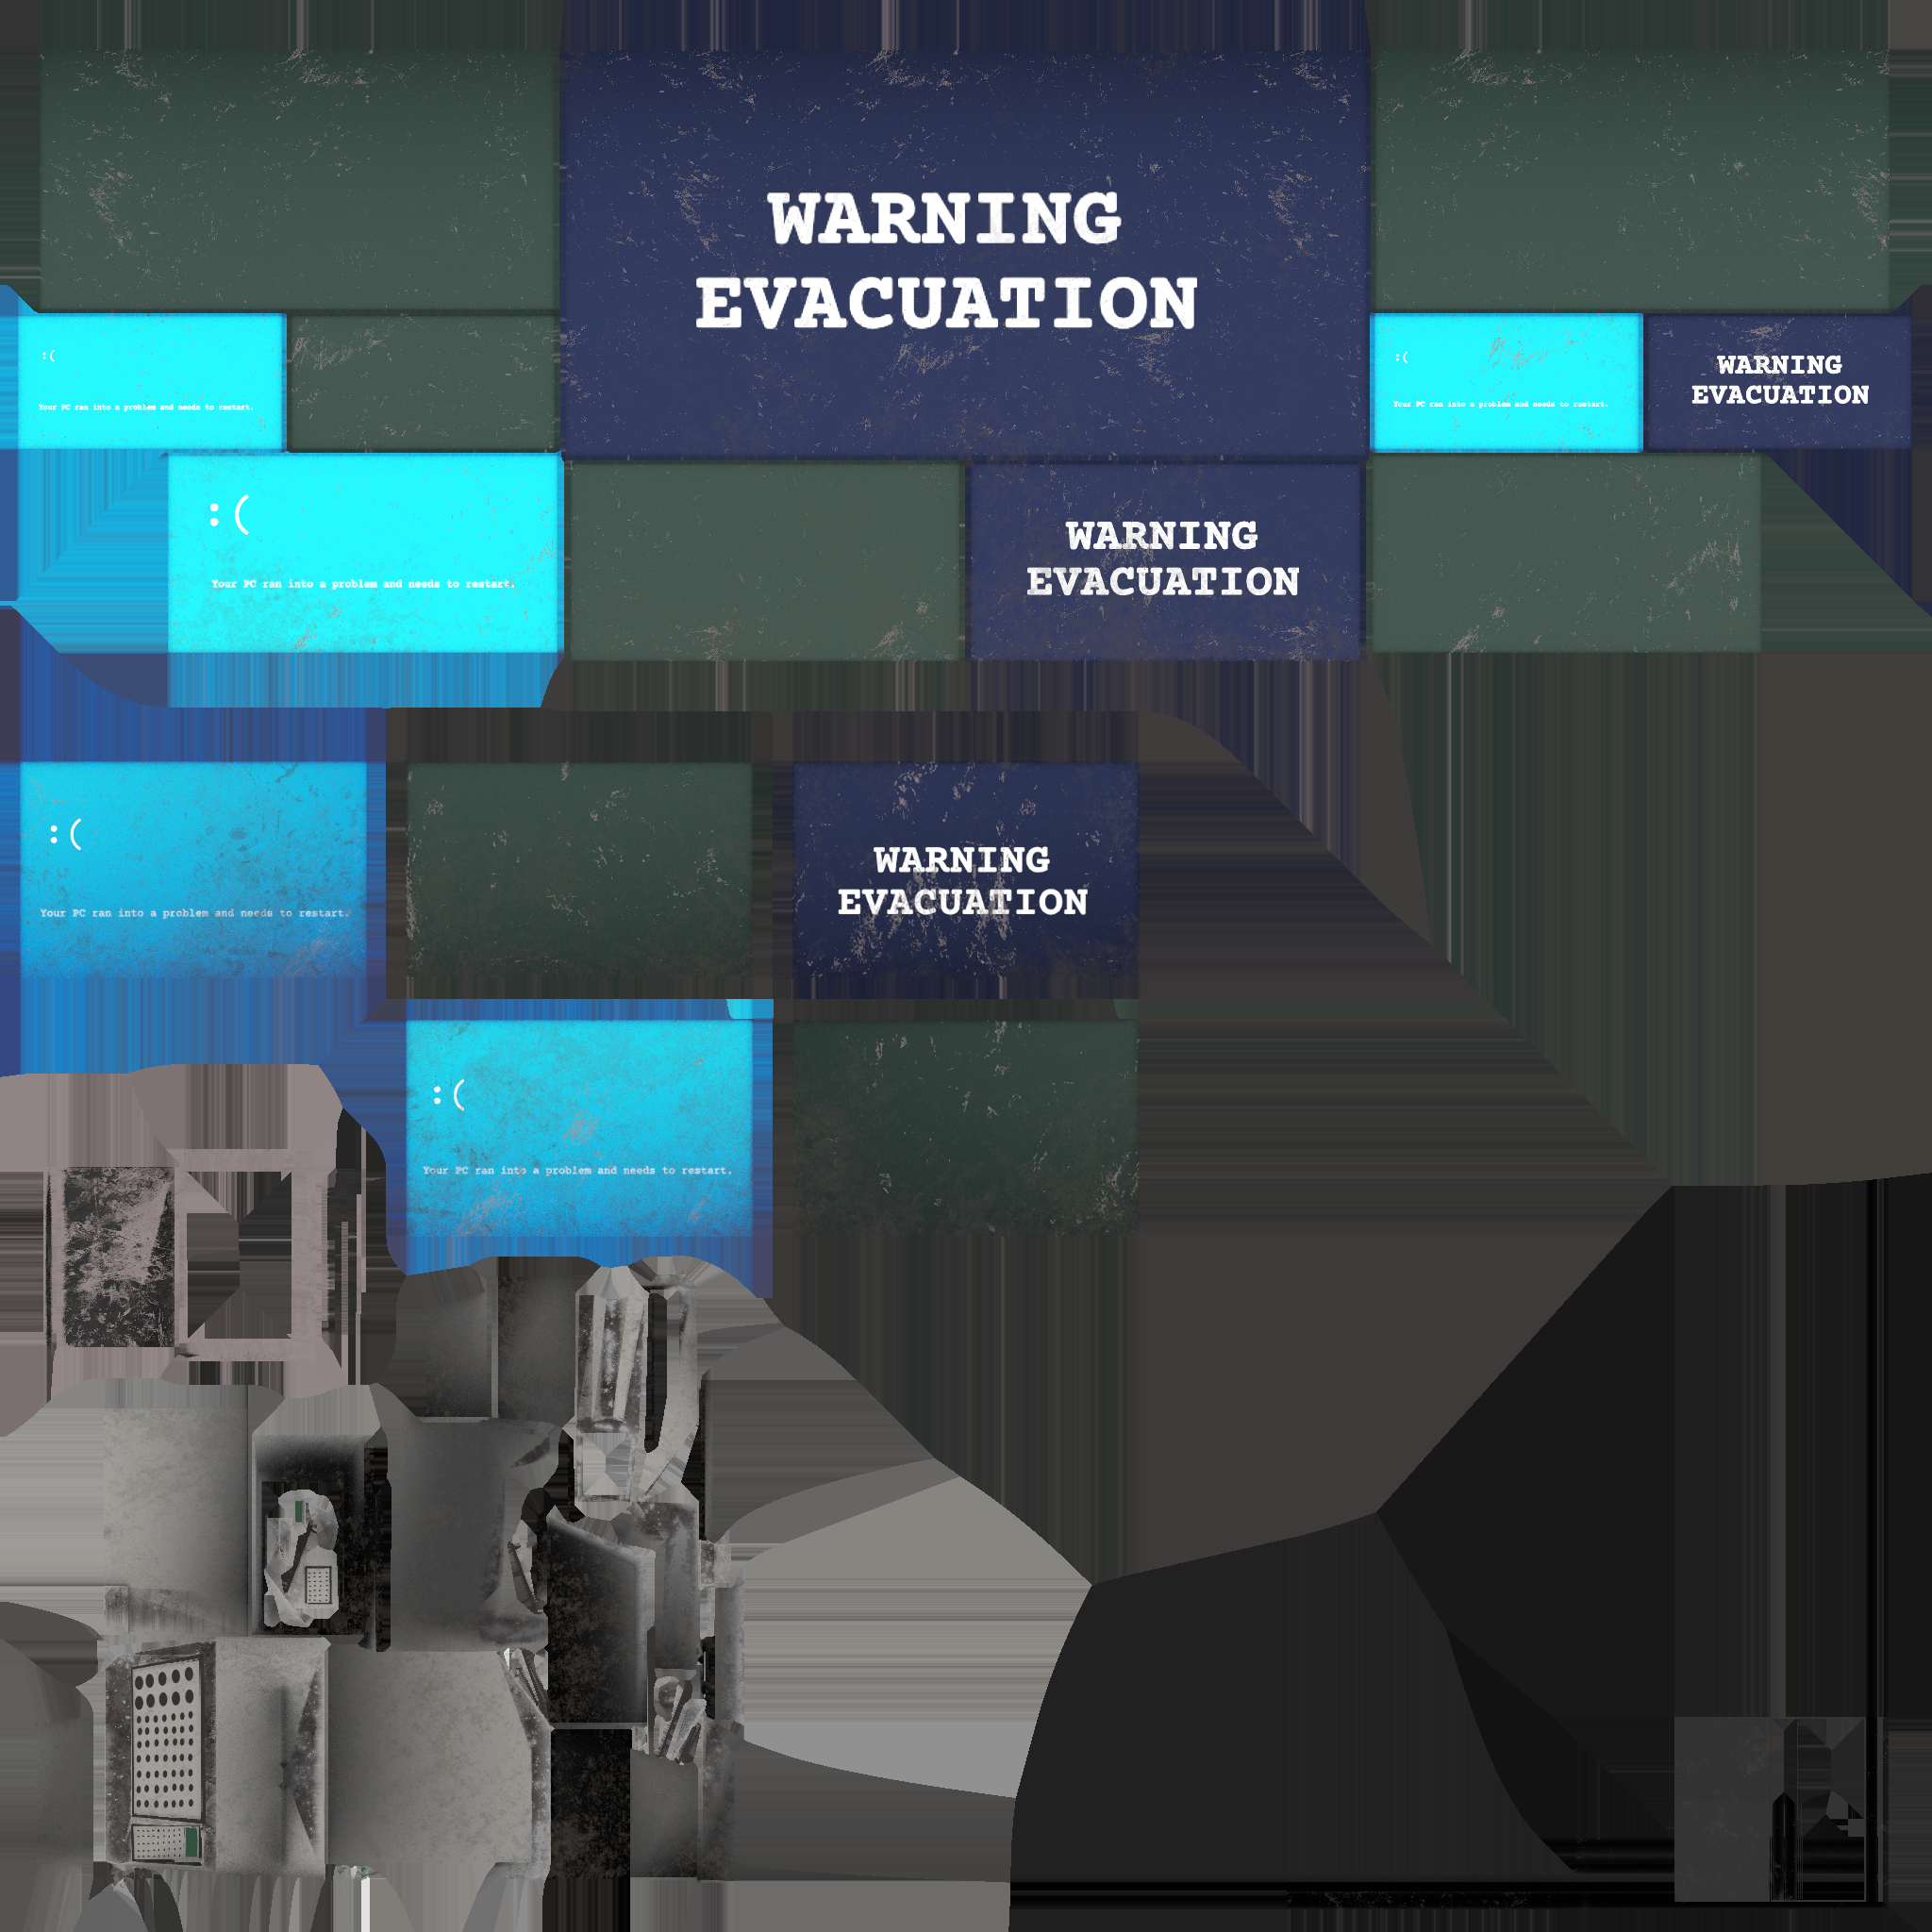 WARNING
EVACUATION
:(
Your PC ran into a problem and needs to restart.
:(
Your PC ran into a problem and needs to restart.
WARNING
EVACUATION
:(
Your PC ran into a problem and needs to restart.
WARNING
EVACUATION
:(
Your PC ran into a problem and needs to restart.
WARNING
EVACUATION
:(
Your PC ran into a problem and needs to restart.